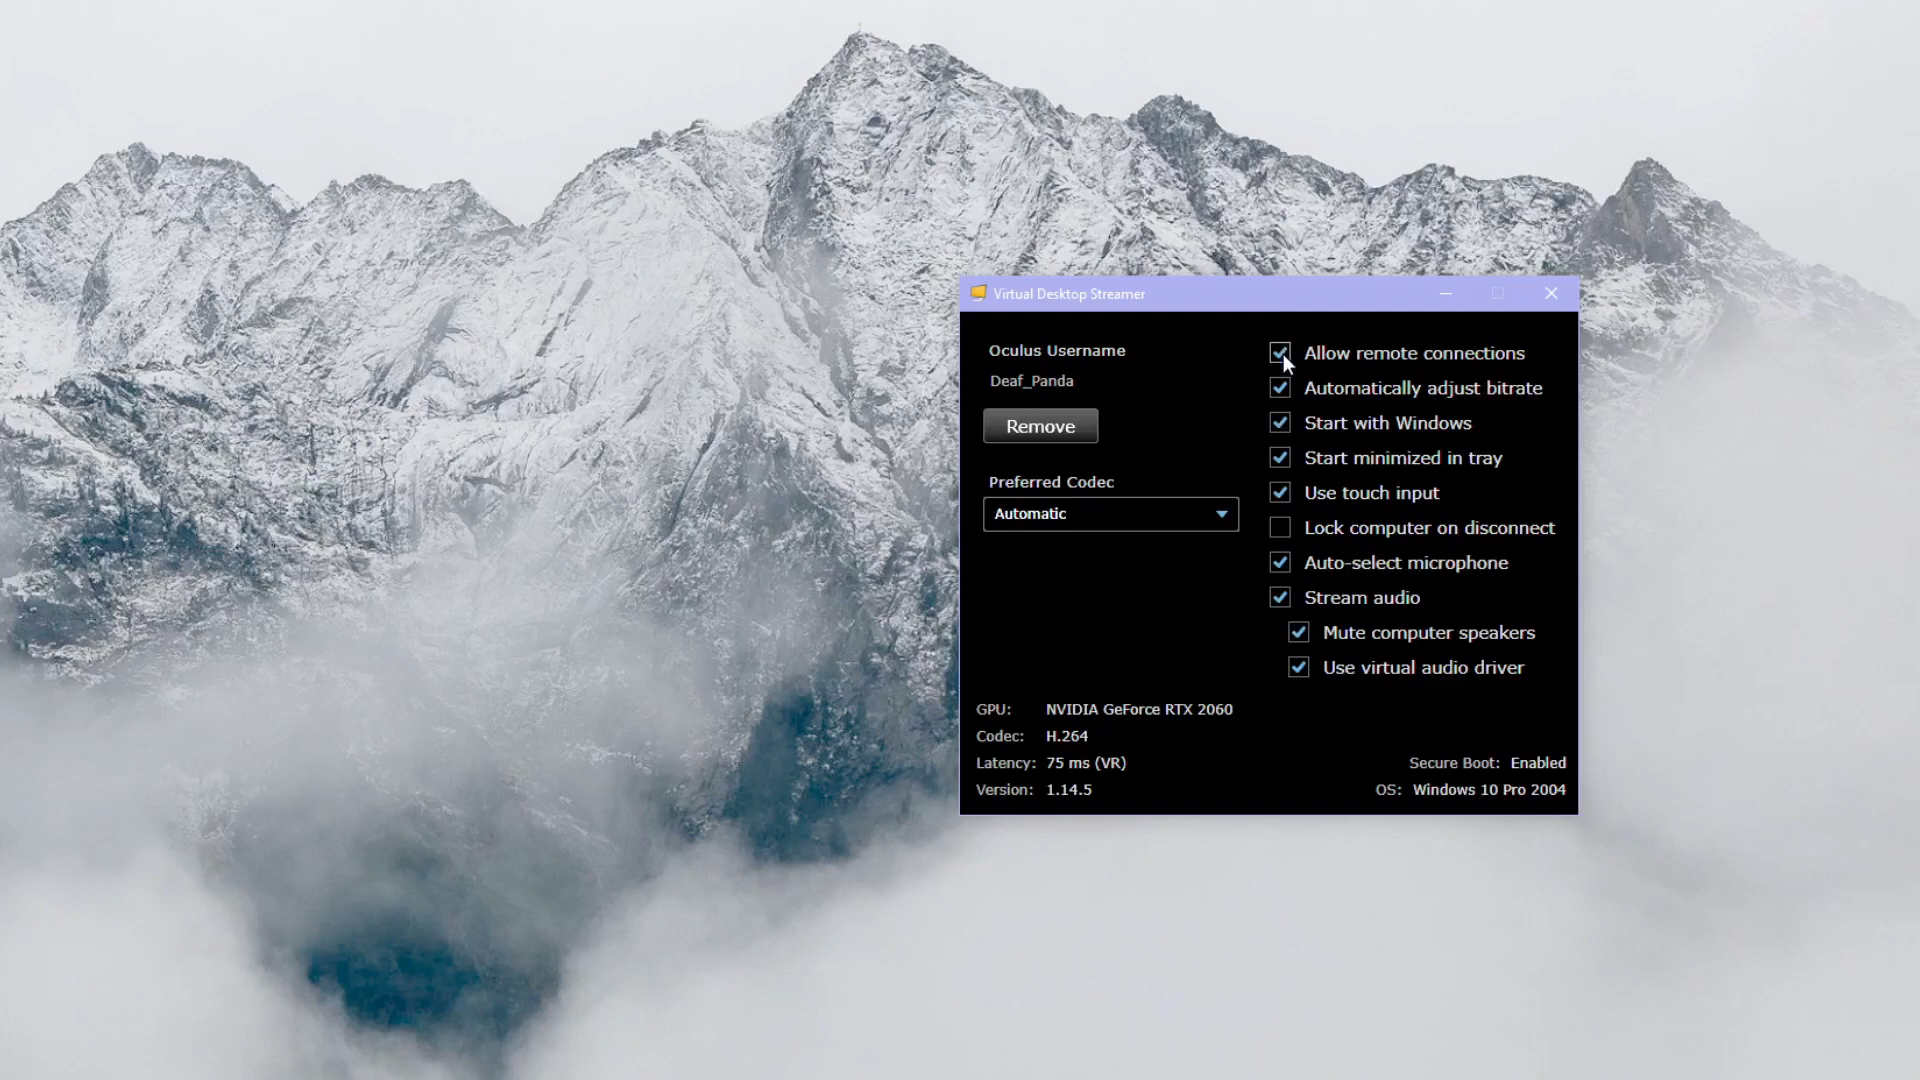 Virtual Desktop Streamer
Oculus Username
Deaf_Panda
Remove
Preferred Codec
Automatic
Allow remote connections
Automatically adjust bitrate
Start with Windows
Start minimized in tray
Use touch input
Lock computer on disconnect
Auto-select microphone
Stream audio
Mute computer speakers
Use virtual audio driver
GPU: NVIDIA GeForce RTX 2060
Codec: H.264
Latency: 75 ms (VR)
Version: 1.14.5
Secure Boot: Enabled
OS: Windows 10 Pro 2004